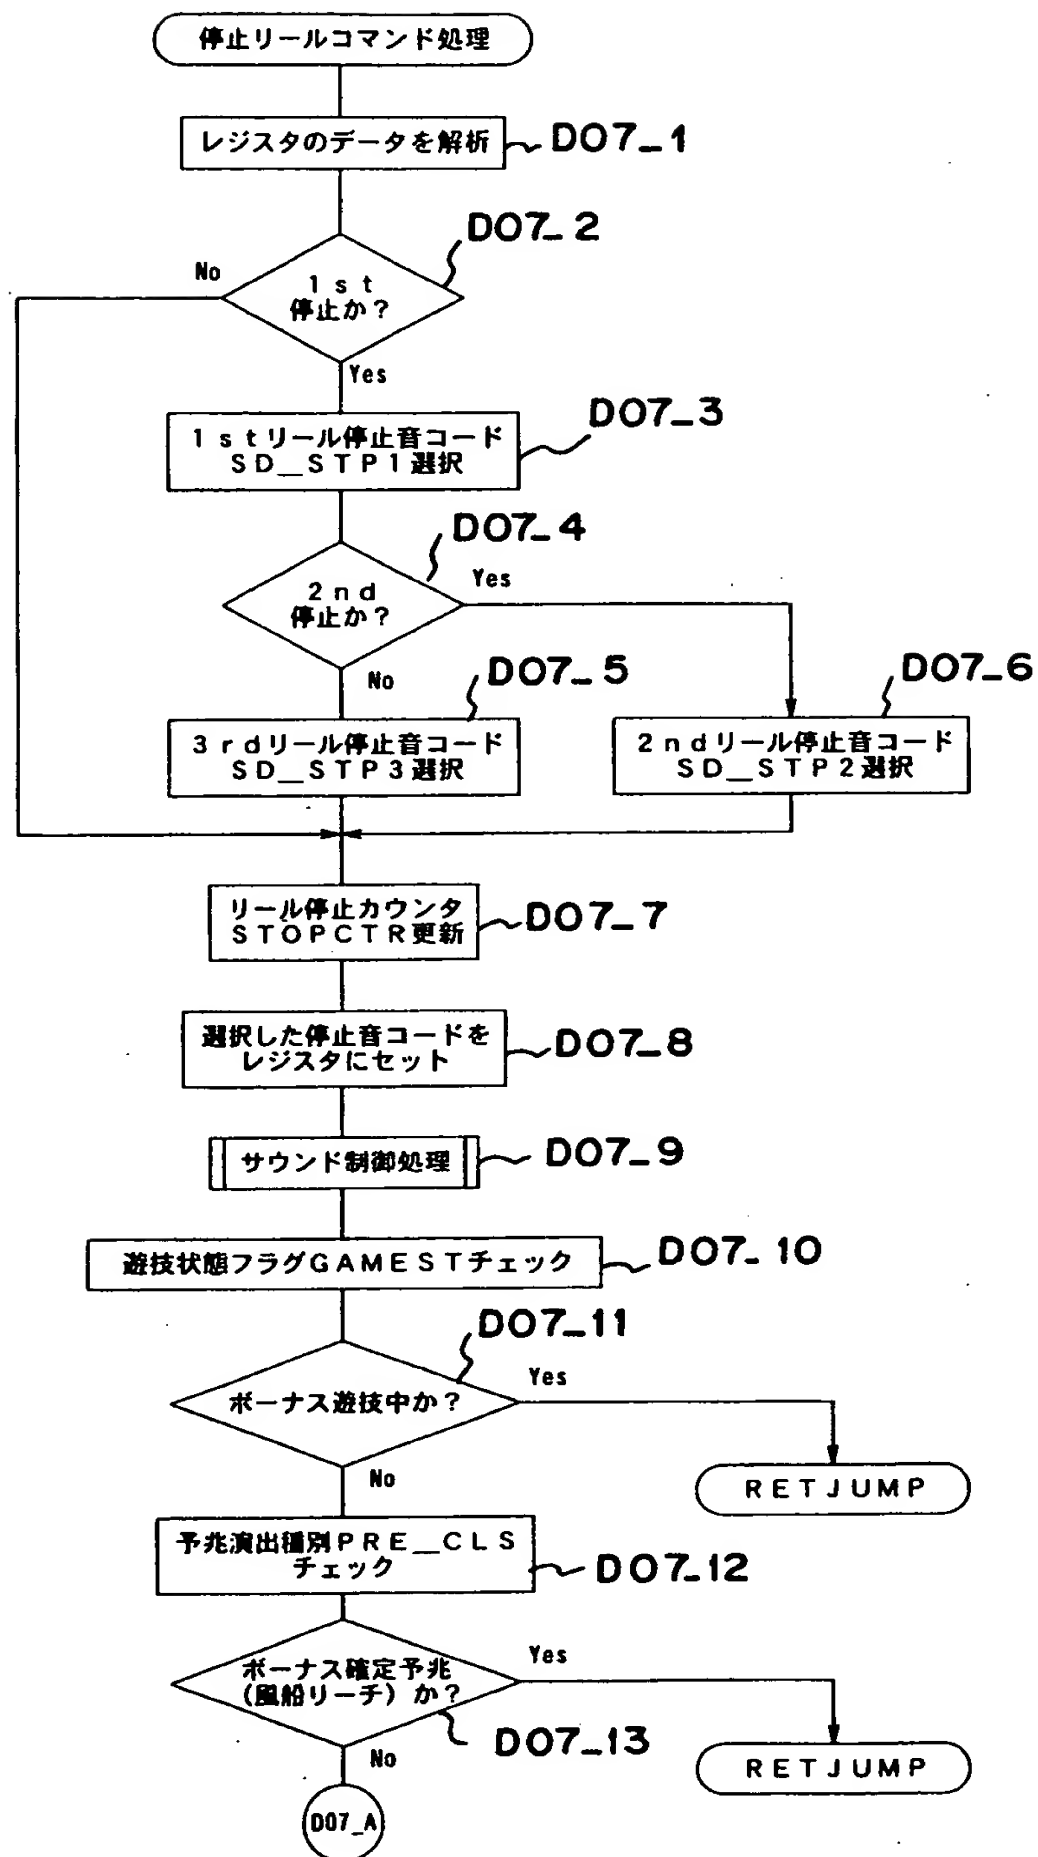 停止リールコマンド処理
レジスタのデータを解析
D07_1
D07_2
No
1st
停止か?
Yes
D07_3
1stリール停止音コード
SD__STP1選択
D07_4
2nd
停止か?
Yes
No
D07_5
D07_6
3rdリール停止音コード
SD__STP3選択
2ndリール停止音コード
SD__STP2選択
リール停止カウンタ
STOPCTR更新
D07_7
選択した停止音コードを
レジスタにセット
D07_8
サウンド制御処理
D07_9
遊技状態フラグGAMESTチェック
D07_10
D07_11
ボーナス遊技中か?
Yes
No
RETJUMP
予兆演出種別PRE__CLS
チェック
D07_12
ボーナス確定予兆
(風船リーチ)か?
Yes
D07_13
No
RETJUMP
D07_A